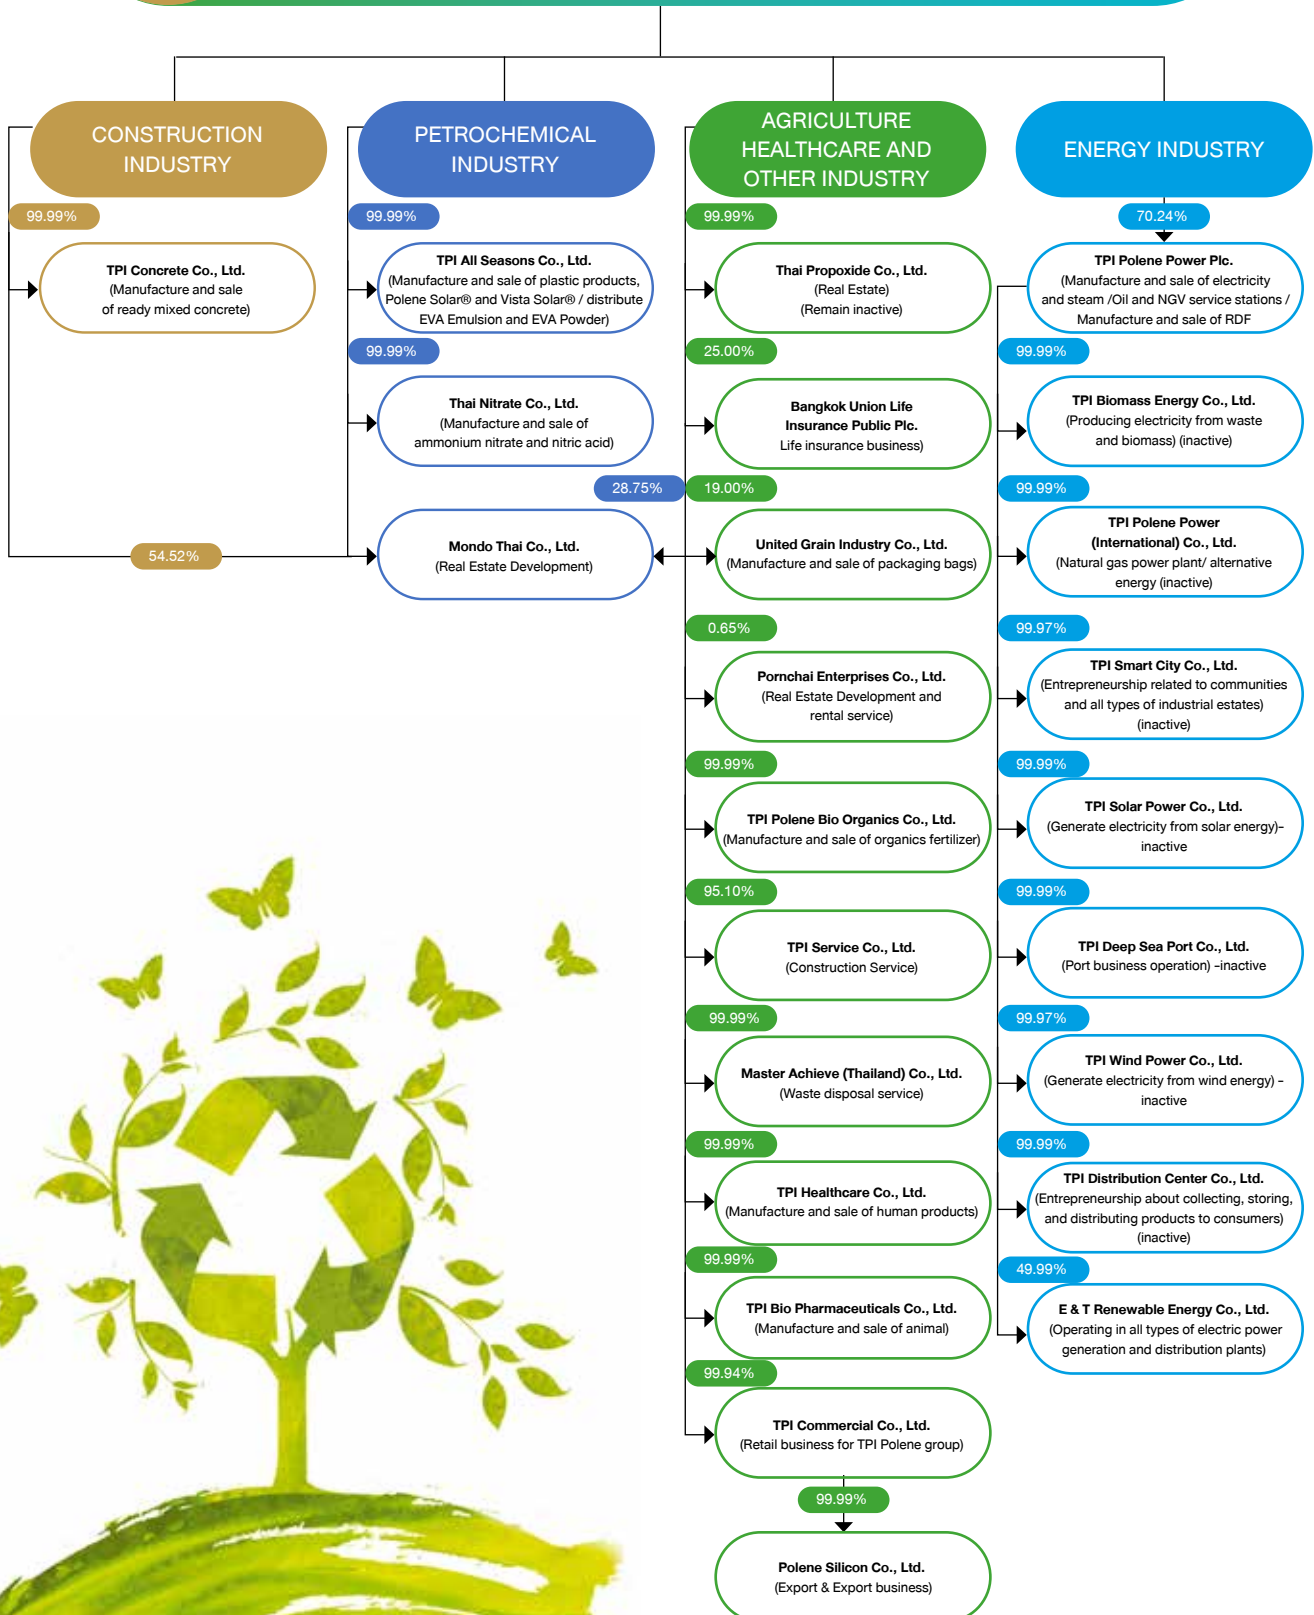 CONSTRUCTION
INDUSTRY
99.99%
TPI Concrete Co., Ltd.
(Manufacture and sale
of ready mixed concrete)
54.52%
PETROCHEMICAL
INDUSTRY
99.99%
TPI All Seasons Co., Ltd.
(Manufacture and sale of plastic products,
Polene Solar® and Vista Solar® / distribute
EVA Emulsion and EVA Powder)
99.99%
Thai Nitrate Co., Ltd.
(Manufacture and sale of
ammonium nitrate and nitric acid)
28.75%
Mondo Thai Co., Ltd.
(Real Estate Development)
AGRICULTURE
HEALTHCARE AND
OTHER INDUSTRY
99.99%
Thai Propoxide Co., Ltd.
(Real Estate)
(Remain inactive)
25.00%
Bangkok Union Life
Insurance Public Plc.
Life insurance business)
19.00%
United Grain Industry Co., Ltd.
(Manufacture and sale of packaging bags)
0.65%
Pornchai Enterprises Co., Ltd.
(Real Estate Development and
rental service)
99.99%
TPI Polene Bio Organics Co., Ltd.
(Manufacture and sale of organics fertilizer)
95.10%
TPI Service Co., Ltd.
(Construction Service)
99.99%
Master Achieve (Thailand) Co., Ltd.
(Waste disposal service)
99.99%
TPI Healthcare Co., Ltd.
(Manufacture and sale of human products)
99.99%
TPI Bio Pharmaceuticals Co., Ltd.
(Manufacture and sale of animal)
99.94%
TPI Commercial Co., Ltd.
(Retail business for TPI Polene group)
99.99%
Polene Silicon Co., Ltd.
(Export & Export business)
ENERGY INDUSTRY
70.24%
TPI Polene Power Plc.
(Manufacture and sale of electricity
and steam /Oil and NGV service stations /
Manufacture and sale of RDF
99.99%
TPI Biomass Energy Co., Ltd.
(Producing electricity from waste
and biomass) (inactive)
99.99%
TPI Polene Power
(International) Co., Ltd.
(Natural gas power plant/ alternative
energy (inactive)
99.97%
TPI Smart City Co., Ltd.
(Entrepreneurship related to communities
and all types of industrial estates)
(inactive)
99.99%
TPI Solar Power Co., Ltd.
(Generate electricity from solar energy)–
inactive
99.99%
TPI Deep Sea Port Co., Ltd.
(Port business operation) –inactive
99.97%
TPI Wind Power Co., Ltd.
(Generate electricity from wind energy) –
inactive
99.99%
TPI Distribution Center Co., Ltd.
(Entrepreneurship about collecting, storing,
and distributing products to consumers)
(inactive)
49.99%
E & T Renewable Energy Co., Ltd.
(Operating in all types of electric power
generation and distribution plants)